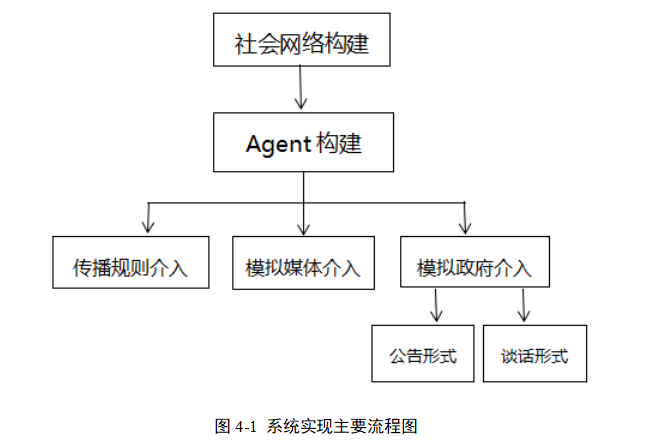 社会网络构建
Agent 构建
传播规则介入
模拟媒体介入
模拟政府介入
公告形式
谈话形式
图 4-1 系统实现主要流程图